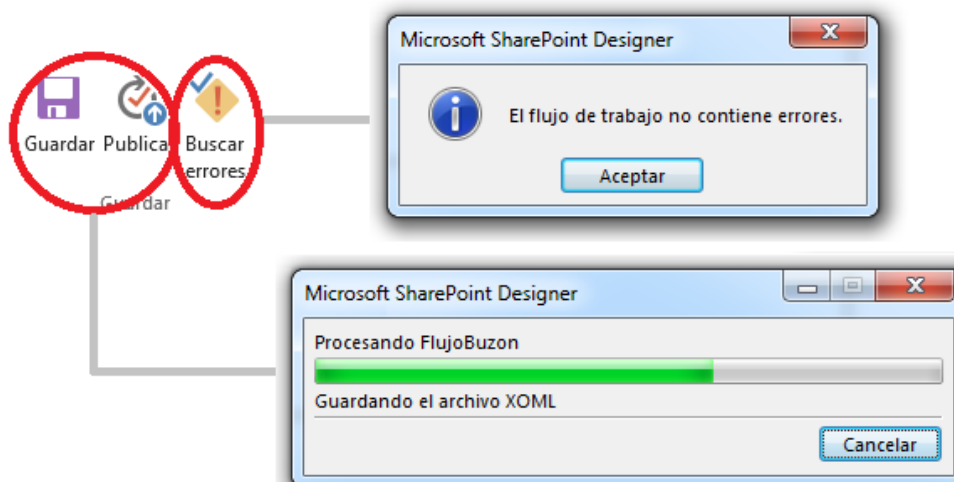 Guardar Publica Buscar
errores
Guardar
Microsoft SharePoint Designer
El flujo de trabajo no contiene errores.
Aceptar
Microsoft SharePoint Designer
Procesando FlujoBuzon
Guardando el archivo XOML
Cancelar